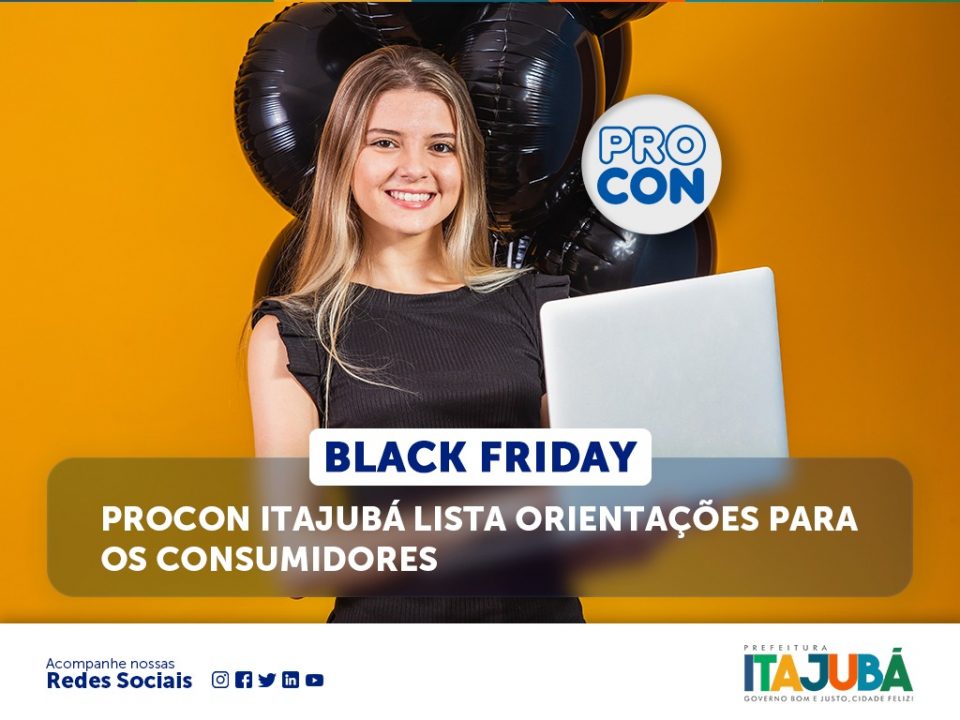 PRO
CON
BLACK FRIDAY
PROCON ITAJUBÁ LISTA ORIENTAÇÕES PARA
OS CONSUMIDORES
Acompanhe nossas
Redes Sociais
PREFEITURA
ITAJUBÁ
GOVERNO BOM E JUSTO, CIDADE FELIZ!